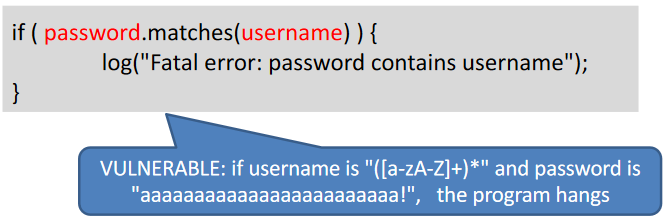 if ( password.matches(username) ) {
log("Fatal error: password contains username");
}
VULNERABLE: if username is "([a-zA-Z]+)*" and password is
"aaaaaaaaaaaaaaaaaaaaaaaaa!",   the program hangs